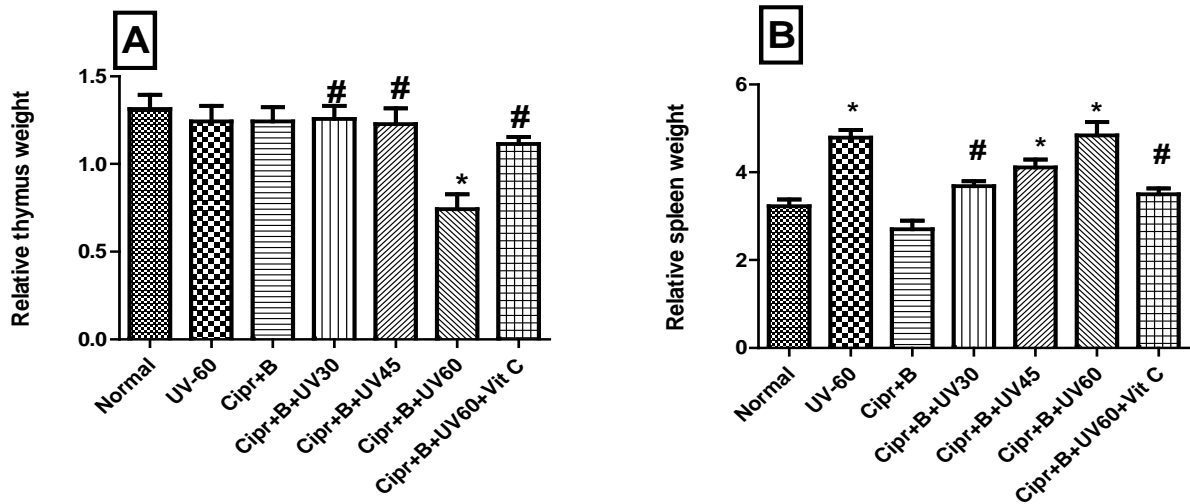 A
Relative thymus weight
1.5
1.0
0.5
0.0
#
#
*
#
Normal
UV-60
Cipr+B
Cipr+B+UV30
Cipr+B+UV45
Cipr+B+UV60
Cipr+B+UV60+Vit C
B
Relative spleen weight
6
4
2
0
*
#
*
*
#
Normal
UV-60
Cipr+B
Cipr+B+UV30
Cipr+B+UV45
Cipr+B+UV60
Cipr+B+UV60+Vit C